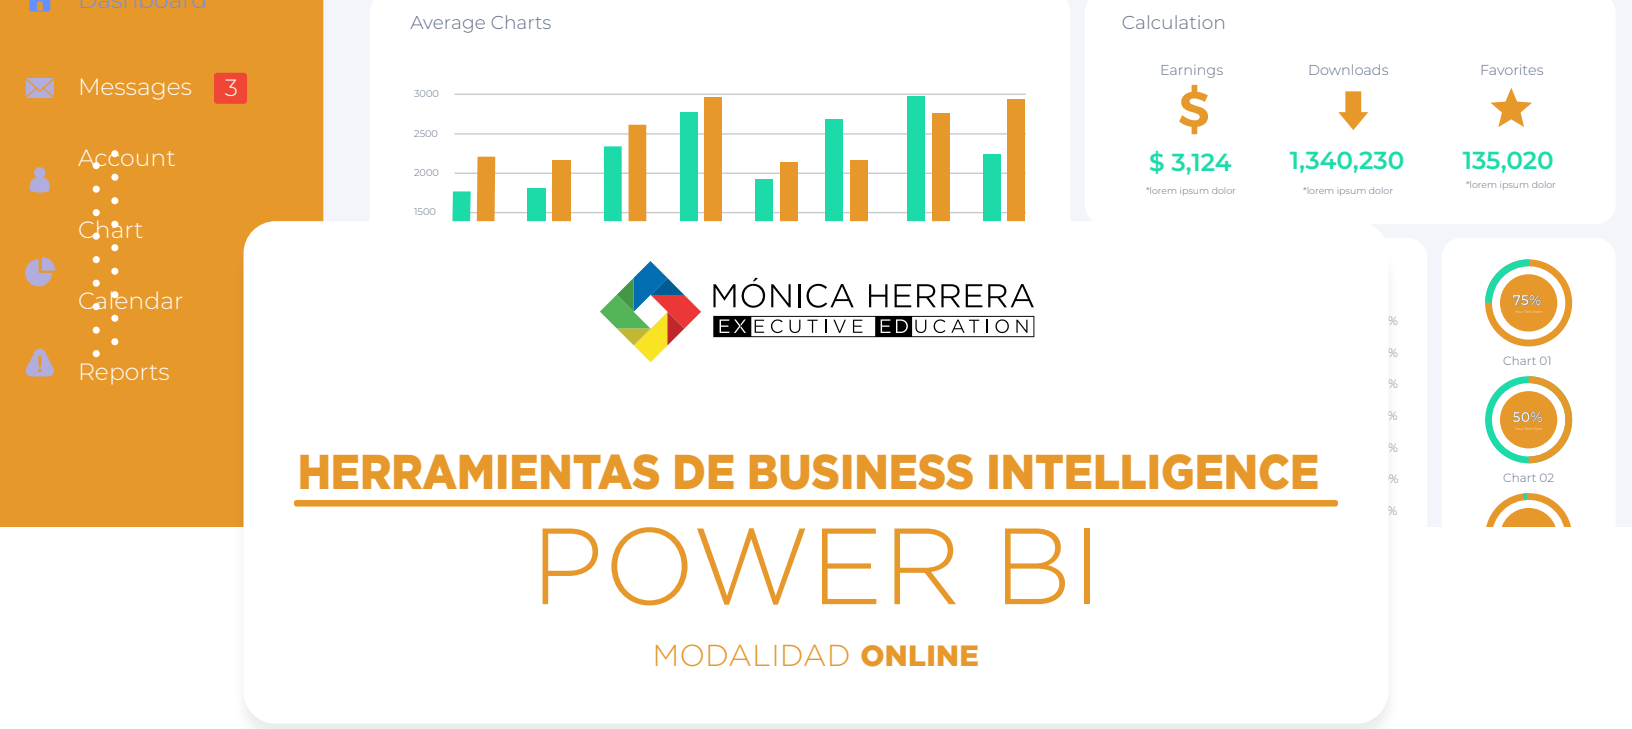 Dashboard
Messages 3
Account
Chart
Calendar
Reports
Average Charts
3000
2500
2000
1500
Calculation
Earnings
Downloads
Favorites
$
$ 3,124
1,340,230
135,020
*lorem ipsum dolor
*lorem ipsum dolor
*lorem ipsum dolor
MÓNICA HERRERA
EXECUTIVE EDUCATION
HERRAMIENTAS DE BUSINESS INTELLIGENCE
POWER BI
MODALIDAD ONLINE
%
%
%
%
%
%
%
75%
Chart 01
50%
Chart 02